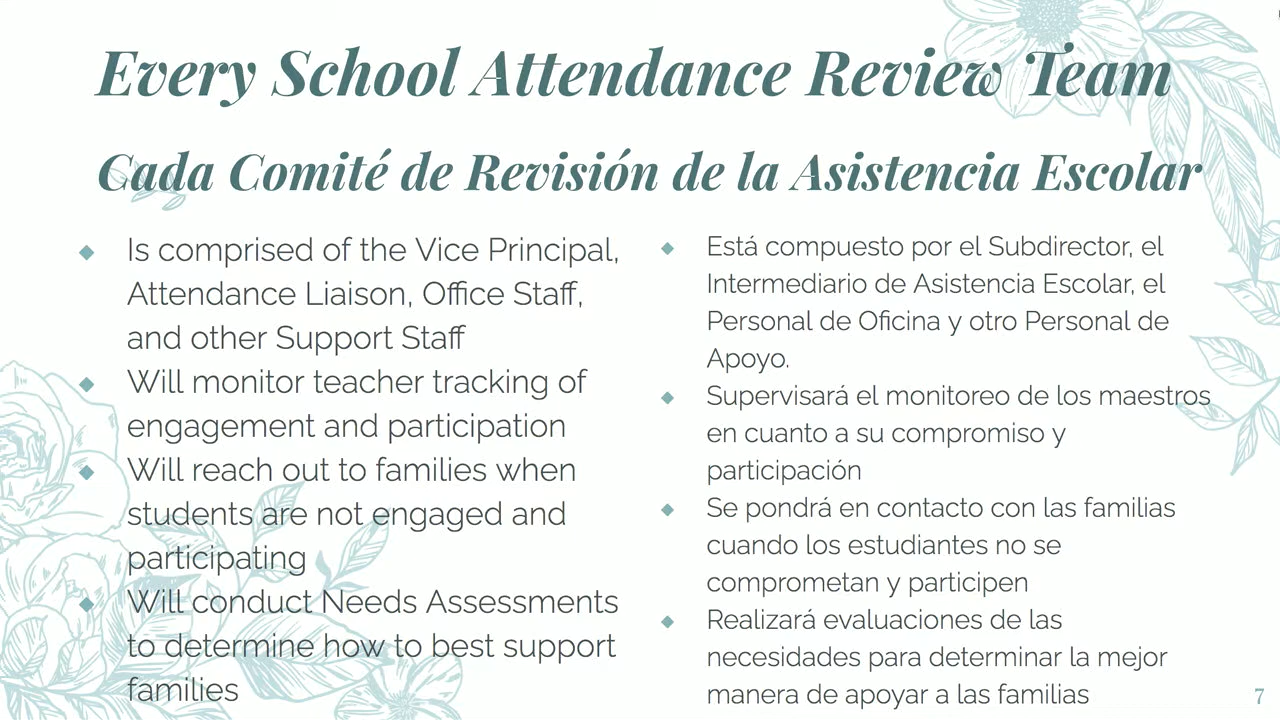 Every School Attendance Review Team
Cada Comité de Revisión de la Asistencia Escolar
Is comprised of the Vice Principal,
Attendance Liaison, Office Staff,
and other Support Staff
Will monitor teacher tracking of
engagement and participation
Will reach out to families when
students are not engaged and
participating
Will conduct Needs Assessments
to determine how to best support
families
Está compuesto por el Subdirector, el
Intermediario de Asistencia Escolar, el
Personal de Oficina y otro Personal de
Apoyo.
Supervisará el monitoreo de los maestros
en cuanto a su compromiso y
participación
Se pondrá en contacto con las familias
cuando los estudiantes no se
comprometan y participen
Realizará evaluaciones de las
necesidades para determinar la mejor
manera de apoyar a las familias
7